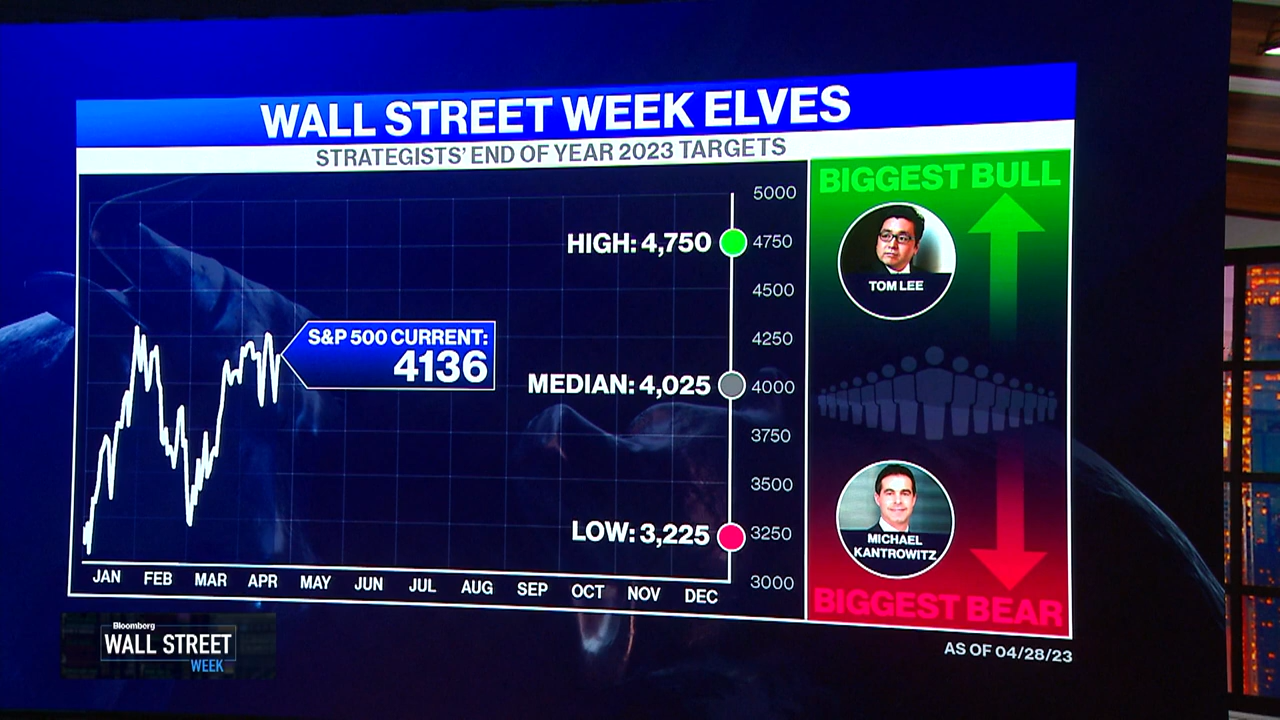 WALL STREET WEEK ELVES
STRATEGISTS' END OF YEAR 2023 TARGETS
5000
HIGH: 4,750
4750
4500
4250
S&P 500 CURRENT:
4136
MEDIAN: 4,025
4000
3750
3500
LOW: 3,225
3250
3000
JAN FEB MAR APR MAY JUN JUL AUG SEP OCT NOV DEC
BIGGEST BULL
TOM LEE
MICHAEL
KANTROWITZ
BIGGEST BEAR
AS OF 04/28/23
Bloomberg
WALL STREET
WEEK